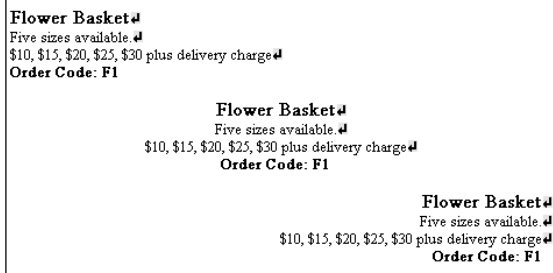 Flower Basket↵
Five sizes available.↵
$10, $15, $20, $25, $30 plus delivery charge↵
Order Code: F1
Flower Basket↵
Five sizes available.↵
$10, $15, $20, $25, $30 plus delivery charge↵
Order Code: F1
Flower Basket↵
Five sizes available.↵
$10, $15, $20, $25, $30 plus delivery charge↵
Order Code: F1